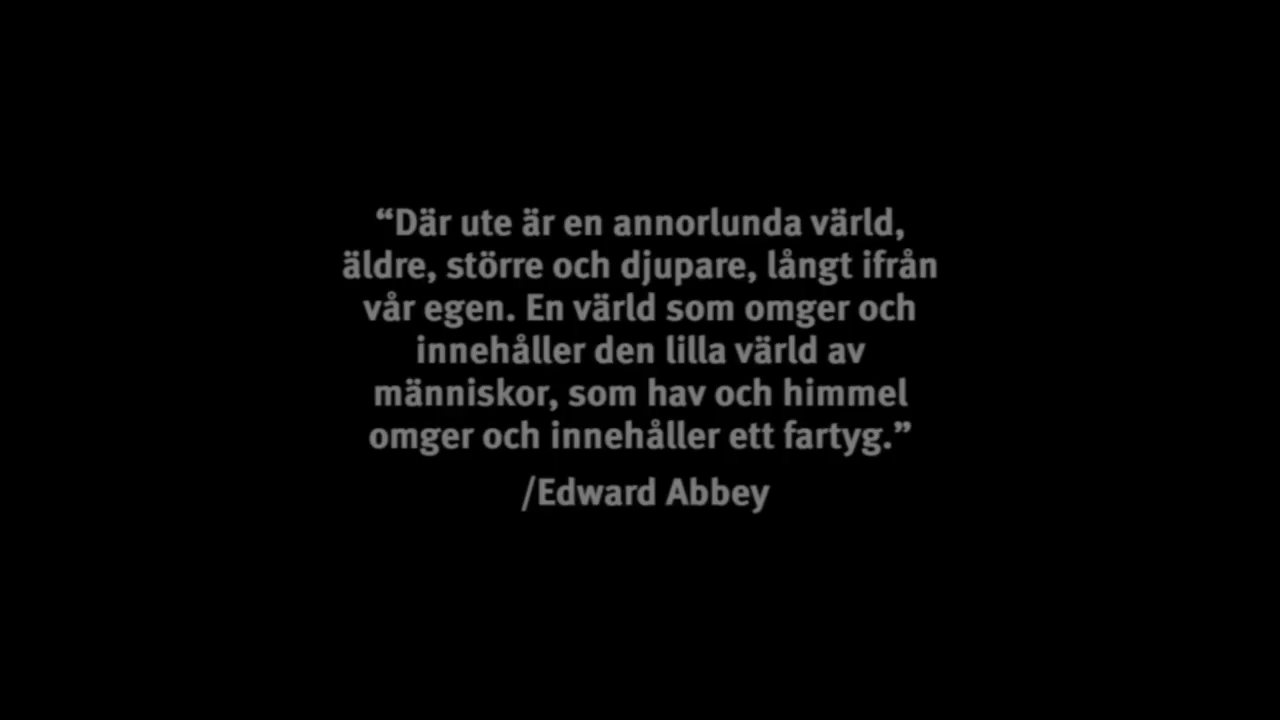 “Där ute är en annorlunda värld,
äldre, större och djupare, långt ifrån
vår egen. En värld som omger och
innehåller den lilla värld av
människor, som hav och himmel
omger och innehåller ett fartyg.”
/Edward Abbey